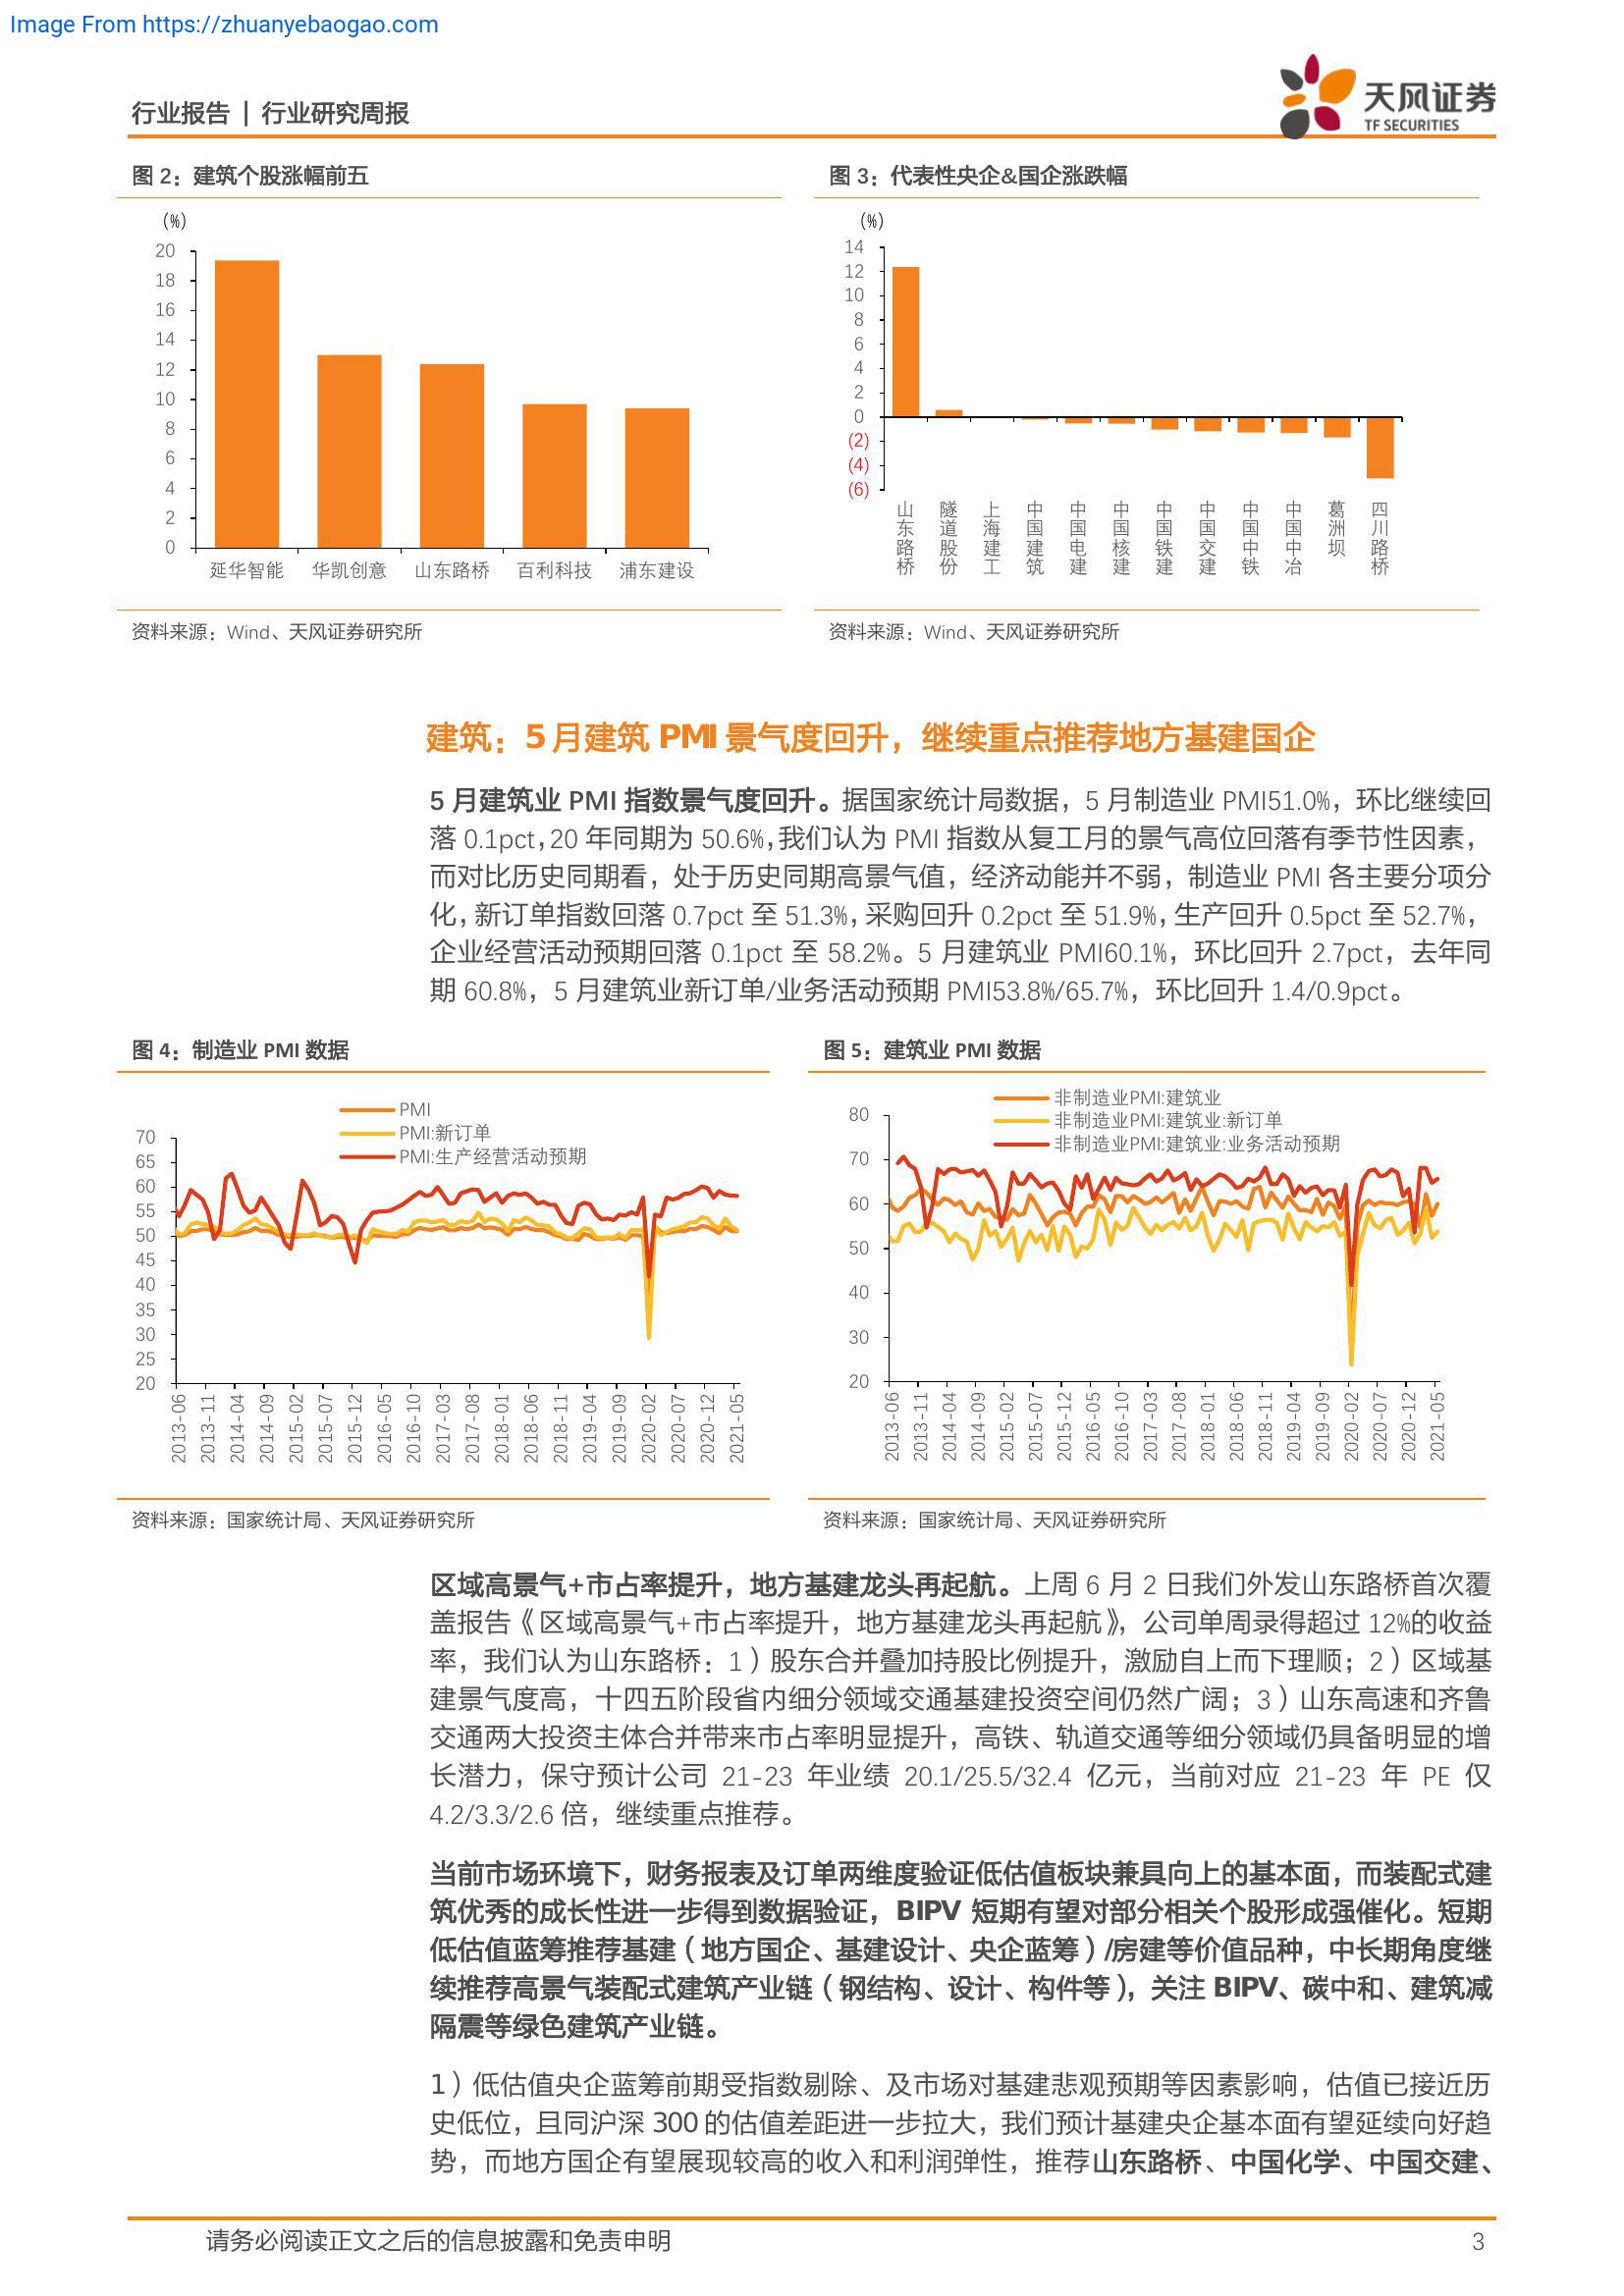 Image From https://zhuanyebaogao.com
行业报告 | 行业研究周报
天风证券
TF SECURITIES
图 2：建筑个股涨幅前五
(%)
20
18
16
14
12
10
8
6
4
2
0
延华智能 华凯创意 山东路桥 百利科技 浦东建设
资料来源：Wind、天风证券研究所
图 3：代表性央企&国企涨跌幅
(%)
14
12
10
8
6
4
2
0
(2)
(4)
(6)
山东路桥 隧道股份 上海建工 中国建筑 中国电建 中国核建 中国铁建 中国交建 中国中铁 中国中冶 葛洲坝 四川路桥
资料来源：Wind、天风证券研究所
建筑：5 月建筑 PMI 景气度回升，继续重点推荐地方基建国企
5 月建筑业 PMI 指数景气度回升。据国家统计局数据，5 月制造业 PMI51.0%，环比继续回
落 0.1pct，20 年同期为 50.6%，我们认为 PMI 指数从复工月的景气高位回落有季节性因素，
而对比历史同期看，处于历史同期高景气值，经济动能并不弱，制造业 PMI 各主要分项分
化，新订单指数回落 0.7pct 至 51.3%，采购回升 0.2pct 至 51.9%，生产回升 0.5pct 至 52.7%，
企业经营活动预期回落 0.1pct 至 58.2%。5 月建筑业 PMI60.1%，环比回升 2.7pct，去年同
期 60.8%，5 月建筑业新订单/业务活动预期 PMI53.8%/65.7%，环比回升 1.4/0.9pct。
图 4：制造业 PMI 数据
PMI
PMI:新订单
PMI:生产经营活动预期
70
65
60
55
50
45
40
35
30
25
20
2013-06 2013-11 2014-04 2014-09 2015-02 2015-07 2015-12 2016-05 2016-10 2017-03 2017-08 2018-01 2018-06 2018-11 2019-04 2019-09 2020-02 2020-07 2020-12 2021-05
资料来源：国家统计局、天风证券研究所
图 5：建筑业 PMI 数据
非制造业PMI:建筑业
非制造业PMI:建筑业:新订单
非制造业PMI:建筑业:业务活动预期
80
70
60
50
40
30
20
2013-06 2013-11 2014-04 2014-09 2015-02 2015-07 2015-12 2016-05 2016-10 2017-03 2017-08 2018-01 2018-06 2018-11 2019-04 2019-09 2020-02 2020-07 2020-12 2021-05
资料来源：国家统计局、天风证券研究所
区域高景气+市占率提升，地方基建龙头再起航。上周 6 月 2 日我们外发山东路桥首次覆
盖报告《区域高景气+市占率提升，地方基建龙头再起航》，公司单周录得超过 12%的收益
率，我们认为山东路桥：1）股东合并叠加持股比例提升，激励自上而下理顺；2）区域基
建景气度高，十四五阶段省内细分领域交通基建投资空间仍然广阔；3）山东高速和齐鲁
交通两大投资主体合并带来市占率明显提升，高铁、轨道交通等细分领域仍具备明显的增
长潜力，保守预计公司 21-23 年业绩 20.1/25.5/32.4 亿元，当前对应 21-23 年 PE 仅
4.2/3.3/2.6 倍，继续重点推荐。
当前市场环境下，财务报表及订单两维度验证低估值板块兼具向上的基本面，而装配式建
筑优秀的成长性进一步得到数据验证，BIPV 短期有望对部分相关个股形成强催化。短期
低估值蓝筹推荐基建（地方国企、基建设计、央企蓝筹）/房建等价值品种，中长期角度继
续推荐高景气装配式建筑产业链（钢结构、设计、构件等），关注 BIPV、碳中和、建筑减
隔震等绿色建筑产业链。
1）低估值央企蓝筹前期受指数剔除、及市场对基建悲观预期等因素影响，估值已接近历
史低位，且同沪深 300 的估值差距进一步拉大，我们预计基建央企基本面有望延续向好趋
势，而地方国企有望展现较高的收入和利润弹性，推荐山东路桥、中国化学、中国交建、
请务必阅读正文之后的信息披露和免责申明
3